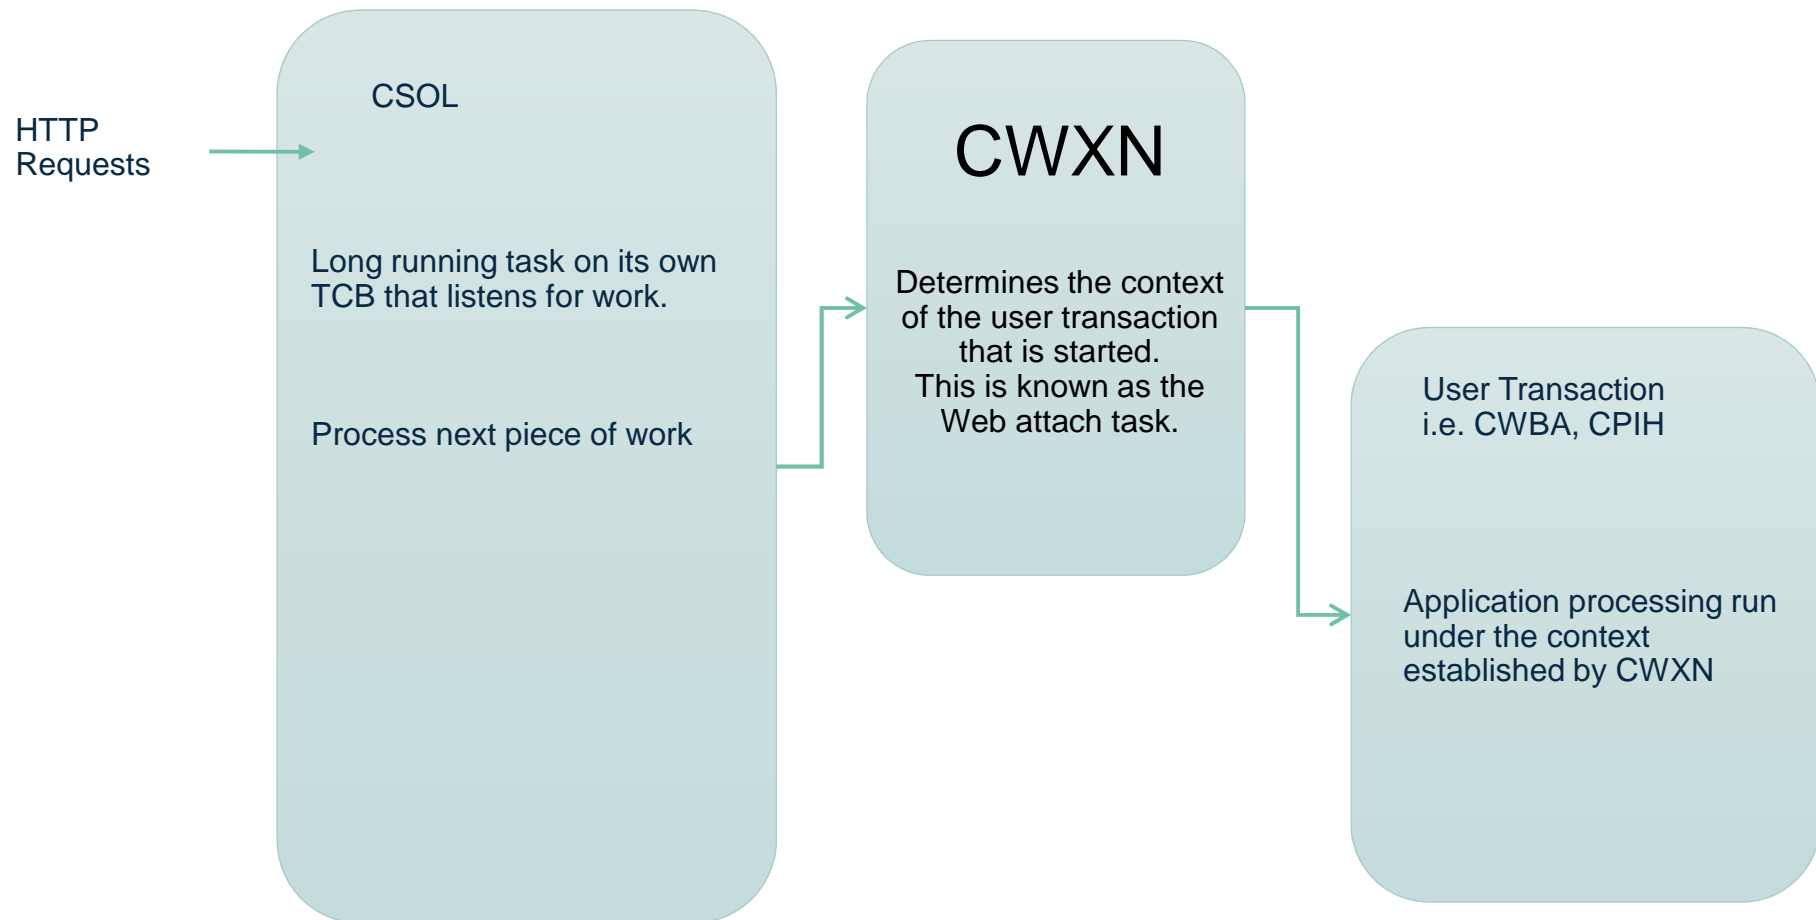 HTTP
Requests
CSOL
Long running task on its own
TCB that listens for work.
Process next piece of work
CWXN
Determines the context
of the user transaction
that is started.
This is known as the
Web attach task.
User Transaction
i.e. CWBA, CPIH
Application processing run
under the context
established by CWXN